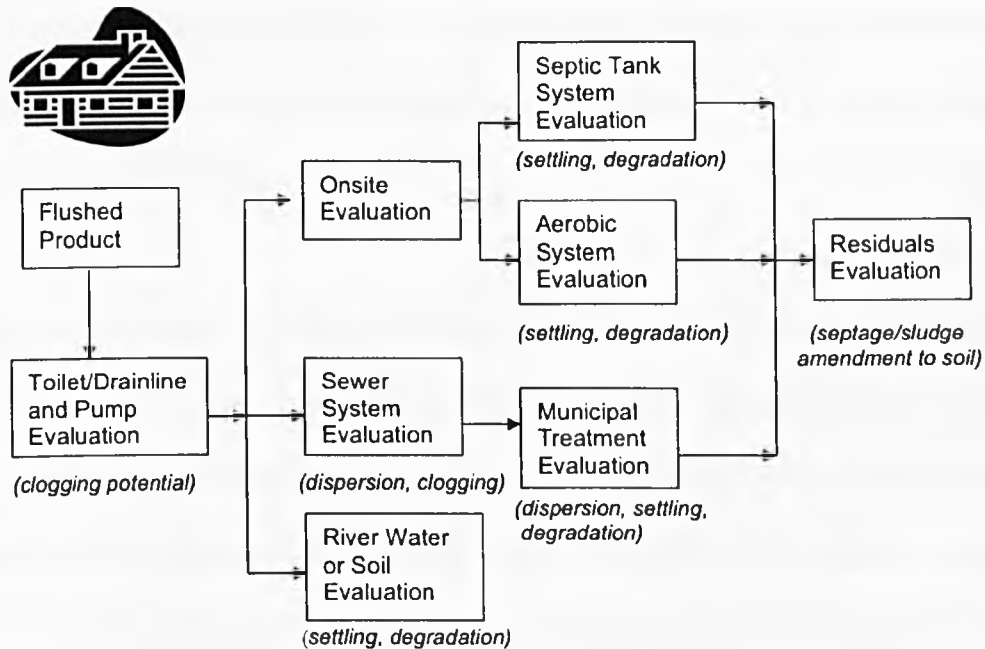 Flushed
Product
Toilet/Drainline
and Pump
Evaluation
(clogging potential)
Onsite
Evaluation
Sewer
System
Evaluation
(dispersion, clogging)
River Water
or Soil
Evaluation
(settling, degradation)
Septic Tank
System
Evaluation
(settling, degradation)
Aerobic
System
Evaluation
(settling, degradation)
Municipal
Treatment
Evaluation
(dispersion, settling,
degradation)
Residuals
Evaluation
(septage/sludge
amendment to soil)